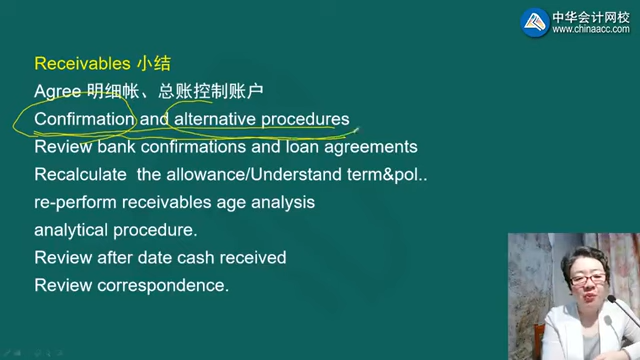 中华会计网校
www.chinaacc.com
Receivables 小结
Agree 明细帐、总账控制账户
Confirmation and alternative procedures
Review bank confirmations and loan agreements
Recalculate the allowance/Understand term&pol..
re-perform receivables age analysis
analytical procedure.
Review after date cash received
Review correspondence.